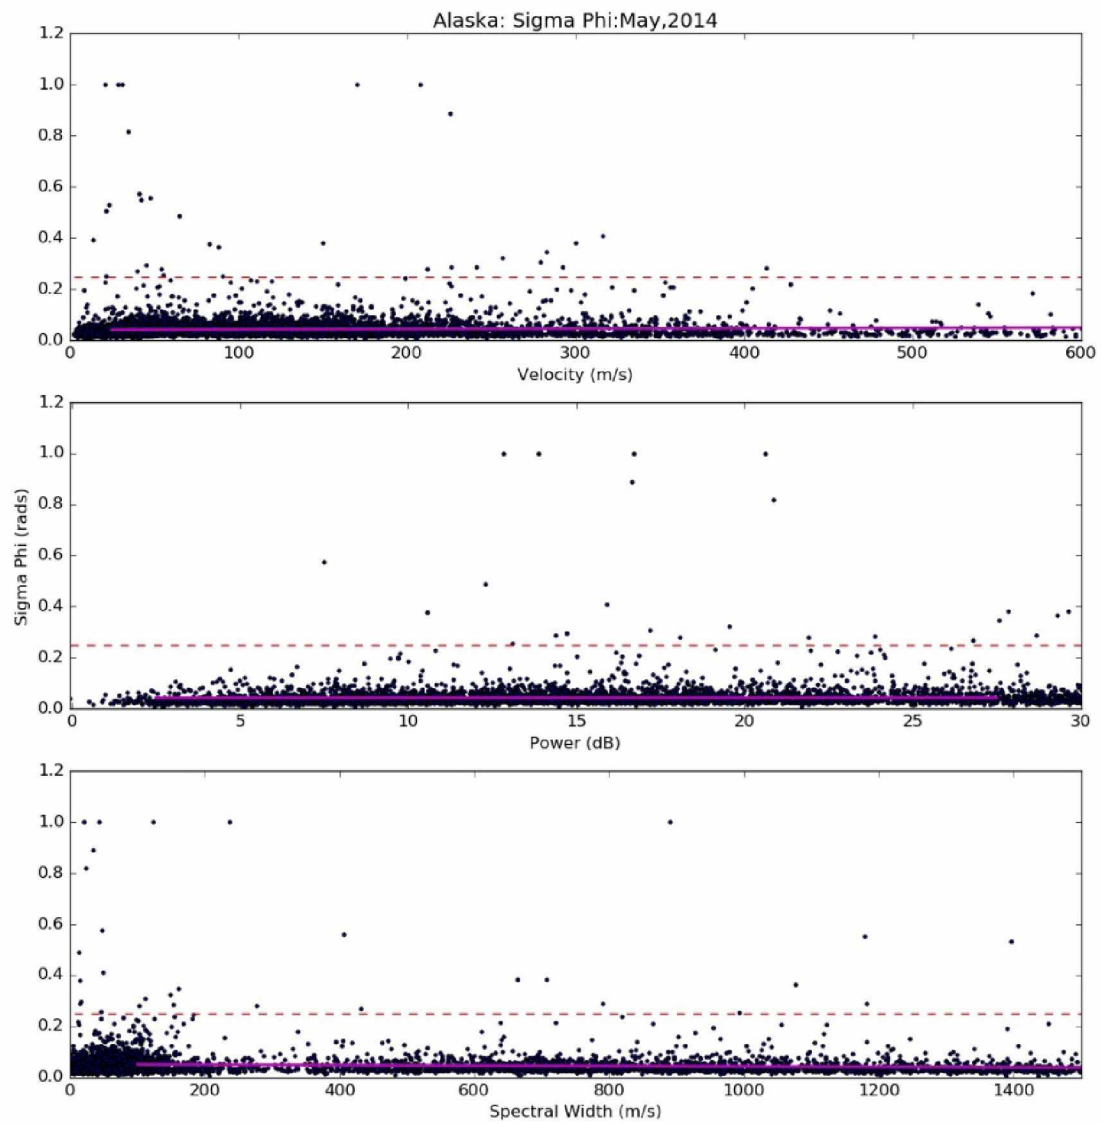 Alaska: Sigma Phi:May,2014
1.2
1.0
0.8
0.6
0.4
0.2
0.0
0 100 200 300 400 500 600
Velocity (m/s)
Sigma Phi (rads)
1.2
1.0
0.8
0.6
0.4
0.2
0.0
0 5 10 15 20 25 30
Power (dB)
1.2
1.0
0.8
0.6
0.4
0.2
0.0
0 200 400 600 800 1000 1200 1400
Spectral Width (m/s)